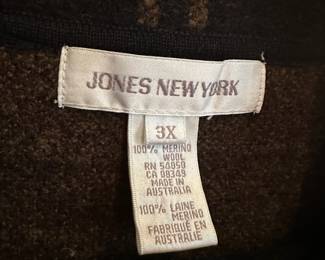 JONES NEW YORK
3X
100% MERINO
WOOL
RN 54050
CA 08349
MADE IN
AUSTRALIA
100% LAINE
MERINO
FABRIQUÉ EN
AUSTRALIE